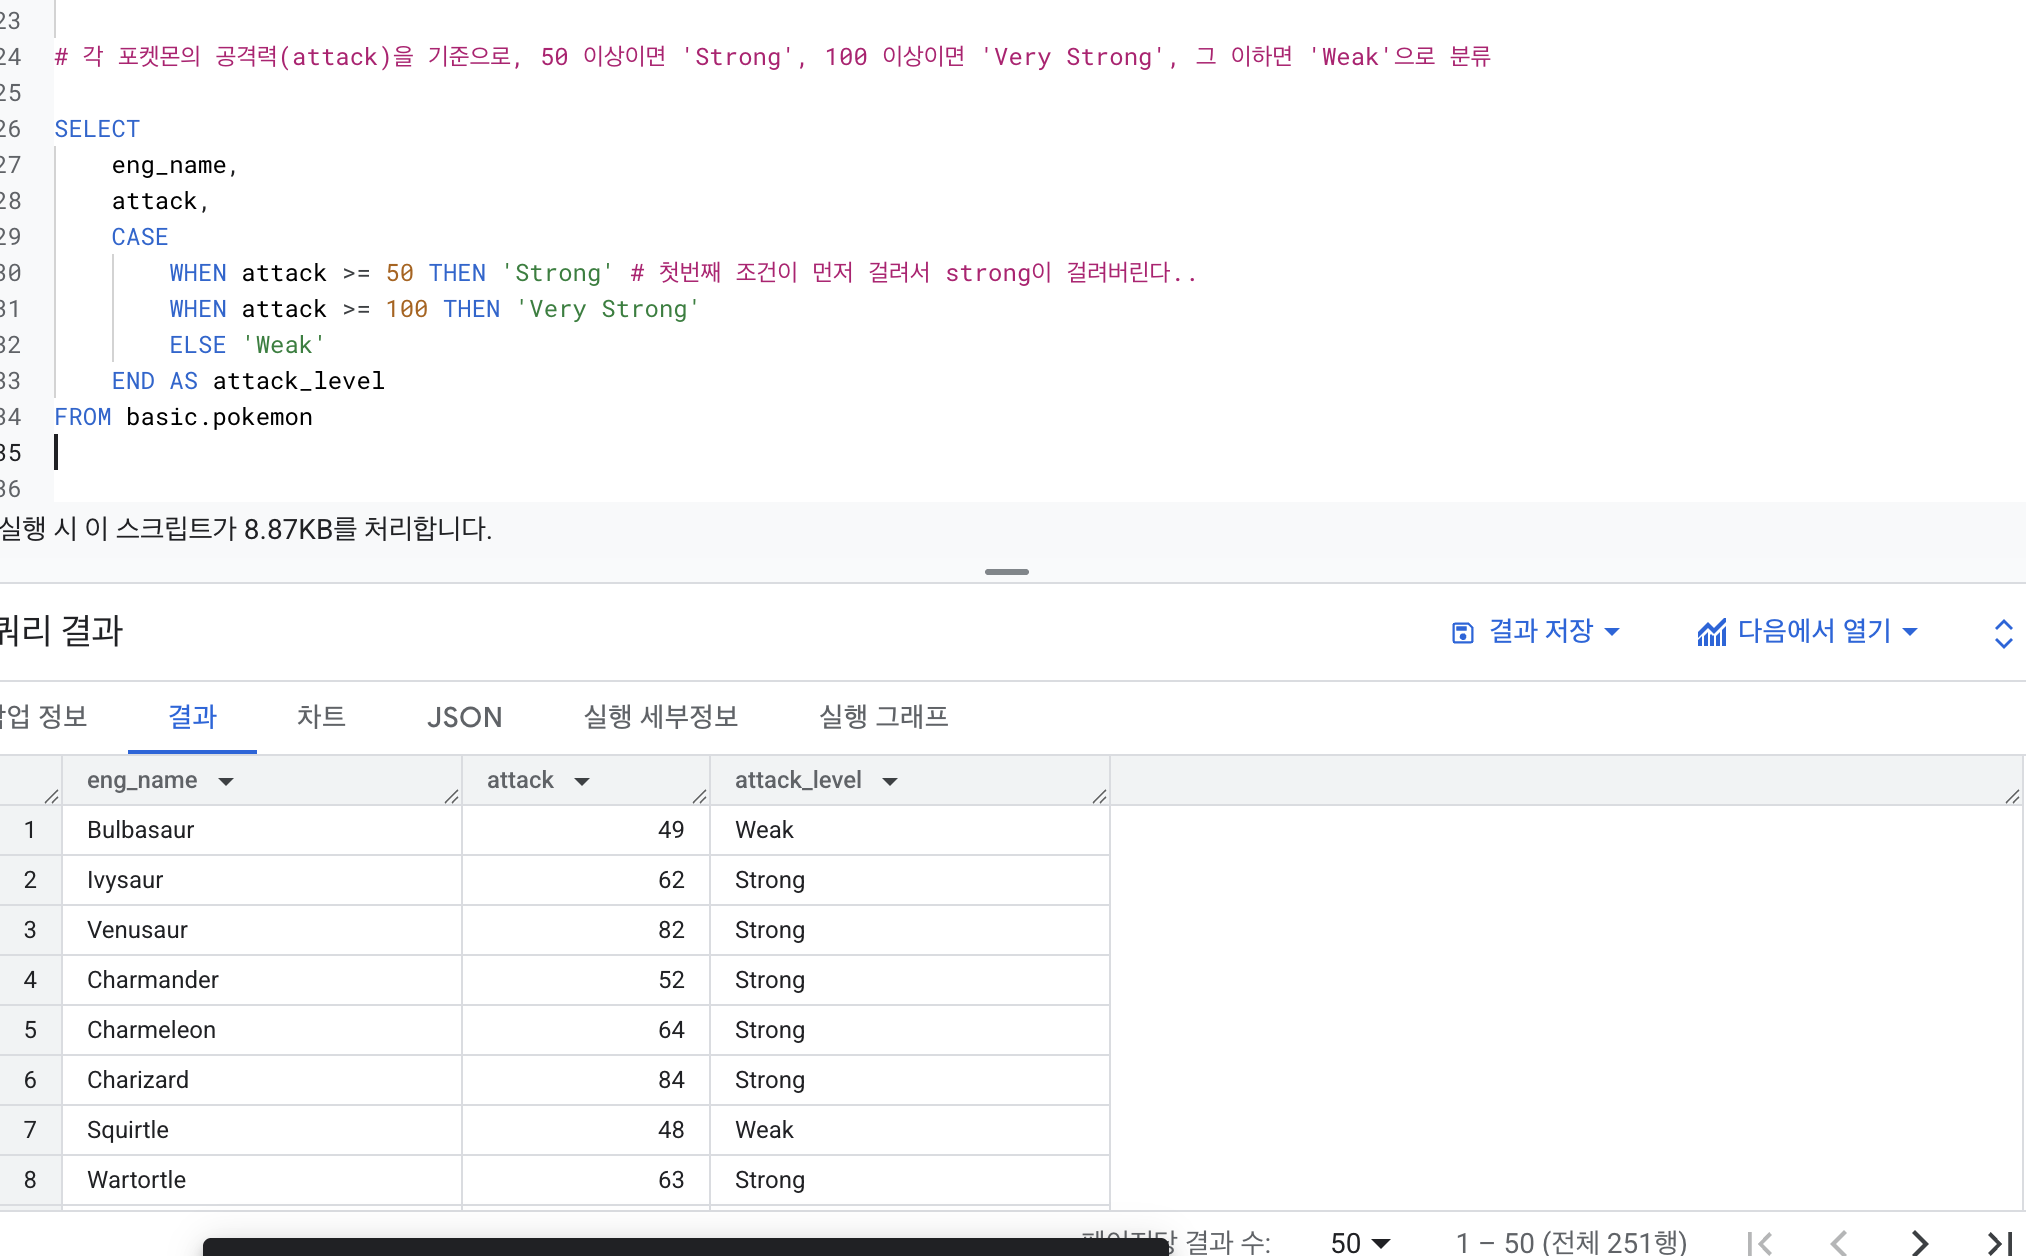 23
24 # 각 포켓몬의 공격력(attack)을 기준으로, 50 이상이면 'Strong', 100 이상이면 'Very Strong', 그 이하면 'Weak'으로 분류
25
26 SELECT
27 eng_name,
28 attack,
29 CASE
30 WHEN attack >= 50 THEN 'Strong' # 첫번째 조건이 먼저 걸려서 strong이 걸려버린다..
31 WHEN attack >= 100 THEN 'Very Strong'
32 ELSE 'Weak'
33 END AS attack_level
34 FROM basic.pokemon
35
36
실행 시 이 스크립트가 8.87KB를 처리합니다.
쿼리 결과 결과 저장 다음에서 열기
작업 정보 결과 차트 JSON 실행 세부정보 실행 그래프
eng_name attack attack_level
1 Bulbasaur 49 Weak
2 Ivysaur 62 Strong
3 Venusaur 82 Strong
4 Charmander 52 Strong
5 Charmeleon 64 Strong
6 Charizard 84 Strong
7 Squirtle 48 Weak
8 Wartortle 63 Strong
페이지당 결과 수: 50 1 – 50 (전체 251행)